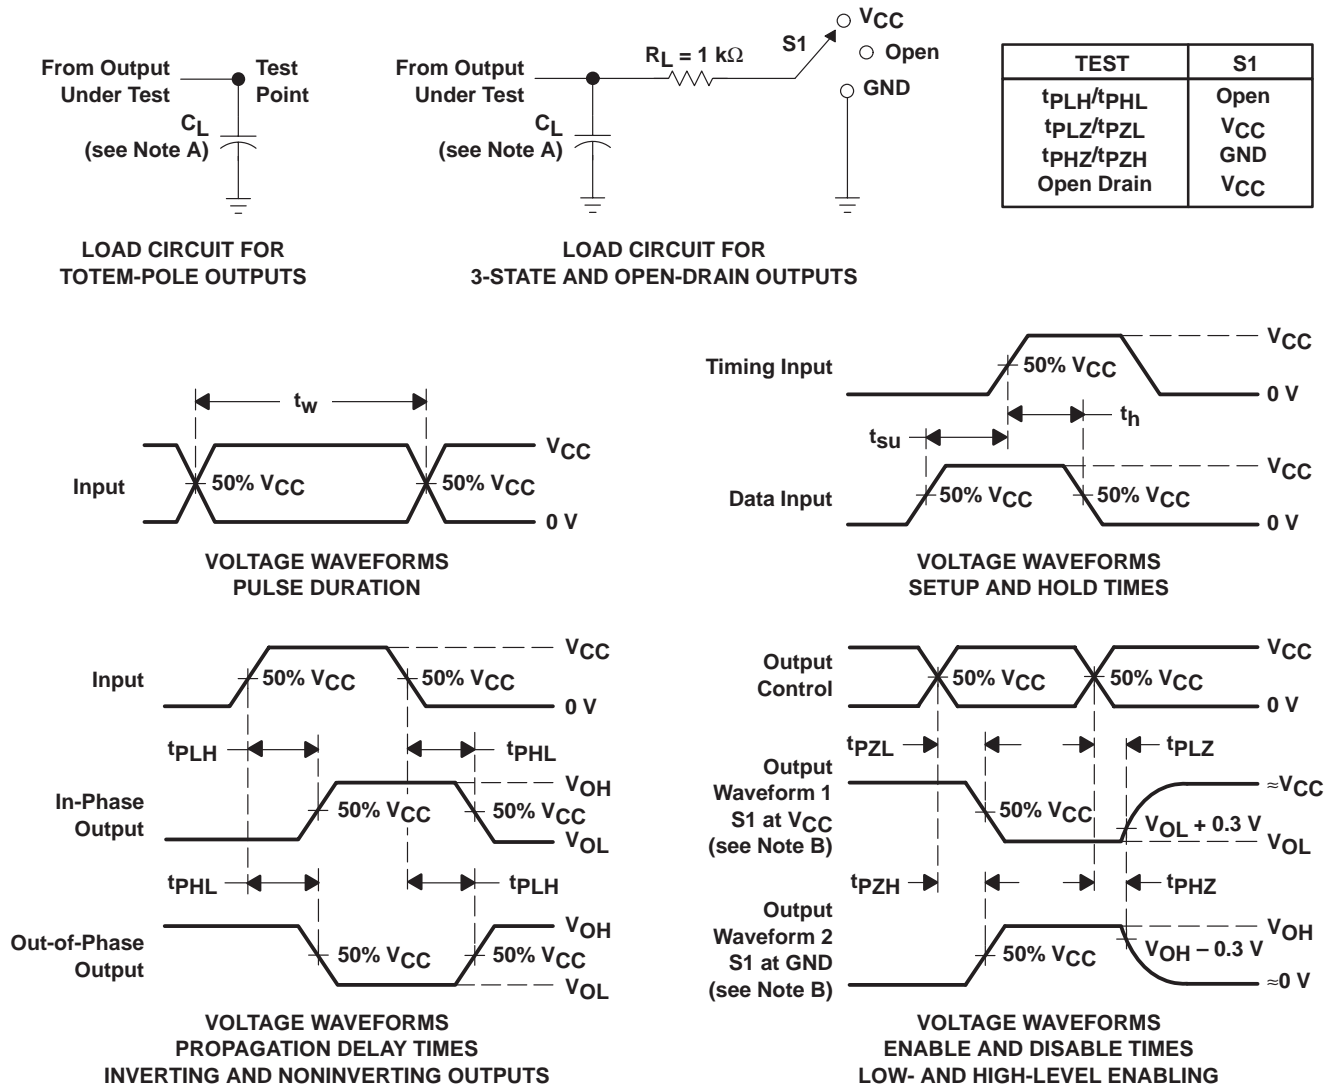 From Output
Under Test
Test
Point
CL
(see Note A)
LOAD CIRCUIT FOR
TOTEM-POLE OUTPUTS
From Output
Under Test
RL = 1 kΩ
S1
VCC
Open
GND
CL
(see Note A)
LOAD CIRCUIT FOR
3-STATE AND OPEN-DRAIN OUTPUTS
TEST S1
tPLH/tPHL Open
tPLZ/tPZL VCC
tPHZ/tPZH GND
Open Drain VCC
tw
Input
50% VCC
50% VCC
VCC
0 V
VOLTAGE WAVEFORMS
PULSE DURATION
Timing Input
50% VCC
VCC
0 V
tsu
th
Data Input
50% VCC
50% VCC
VCC
0 V
VOLTAGE WAVEFORMS
SETUP AND HOLD TIMES
Input
50% VCC
50% VCC
VCC
0 V
tPLH
tPHL
In-Phase
Output
50% VCC
50% VCC
VOH
VOL
tPHL
tPLH
Out-of-Phase
Output
50% VCC
50% VCC
VOH
VOL
VOLTAGE WAVEFORMS
PROPAGATION DELAY TIMES
INVERTING AND NONINVERTING OUTPUTS
Output
Control
50% VCC
50% VCC
VCC
0 V
tPZL
tPLZ
Output
Waveform 1
S1 at VCC
(see Note B)
50% VCC
VOL + 0.3 V
≈VCC
VOL
tPZH
tPHZ
Output
Waveform 2
S1 at GND
(see Note B)
50% VCC
VOH – 0.3 V
VOH
≈0 V
VOLTAGE WAVEFORMS
ENABLE AND DISABLE TIMES
LOW- AND HIGH-LEVEL ENABLING